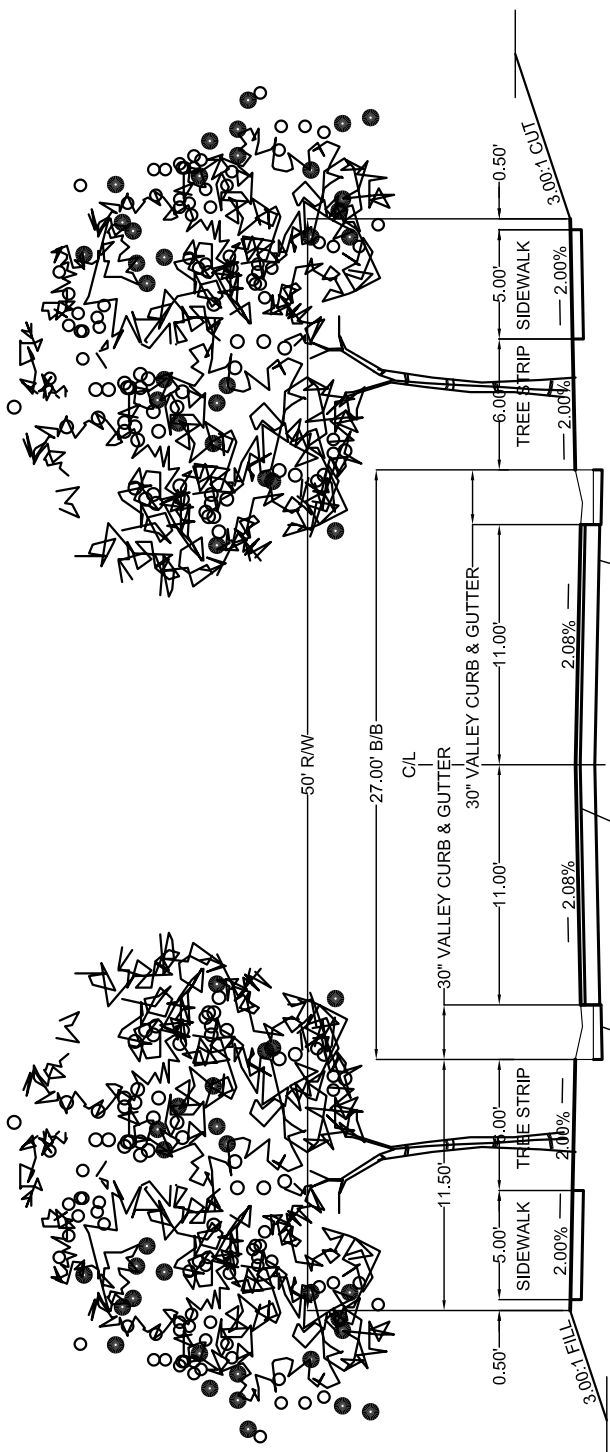 50' R/W
27.00' B/B
C/L
11.50'
30" VALLEY CURB & GUTTER
30" VALLEY CURB & GUTTER
0.50'
5.00'
6.00'
11.00'
11.00'
6.00'
5.00'
0.50'
SIDEWALK
TREE STRIP
TREE STRIP
SIDEWALK
3.00:1 FILL
2.00%
2.00%
2.08%
2.08%
2.00%
2.00%
3.00:1 CUT